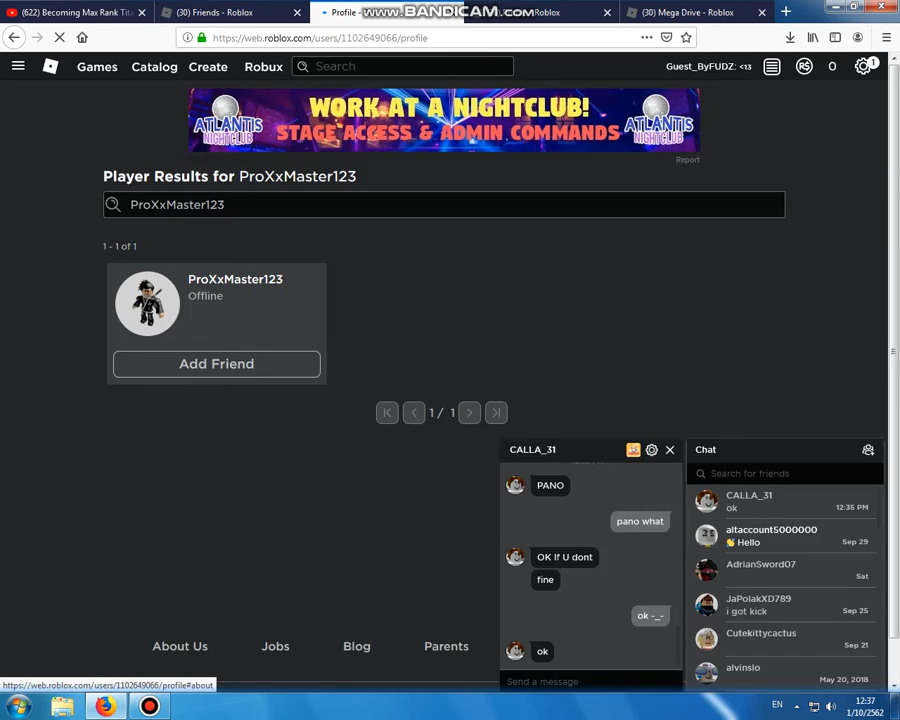 (622) Becoming Max Rank Tita
(30) Friends - Roblox
Profile -
www.BANDICAM.com
Roblox
(30) Mega Drive - Roblox
https://web.roblox.com/users/1102649066/profile
Games
Catalog
Create
Robux
Search
Guest_ByFUDZ: <13
0
1
ATLANTIS
NIGHTCLUB
WORK AT A NIGHTCLUB!
STAGE ACCESS & ADMIN COMMANDS
ATLANTIS
NIGHTCLUB
Report
Player Results for ProXxMaster123
ProXxMaster123
1 - 1 of 1
ProXxMaster123
Offline
Add Friend
1 / 1
CALLA_31
PANO
pano what
OK If U dont
fine
ok -_-
ok
Send a message
Chat
Search for friends
CALLA_31
ok
12:35 PM
altaccount5000000
👋 Hello
Sep 29
AdrianSword07
Sat
JaPolakXD789
i got kick
Sep 25
Cutekittycactus
Sep 21
alvinslo
May 20, 2018
About Us
Jobs
Blog
Parents
https://web.roblox.com/users/1102649066/profile#about
EN
12:37
1/10/2562